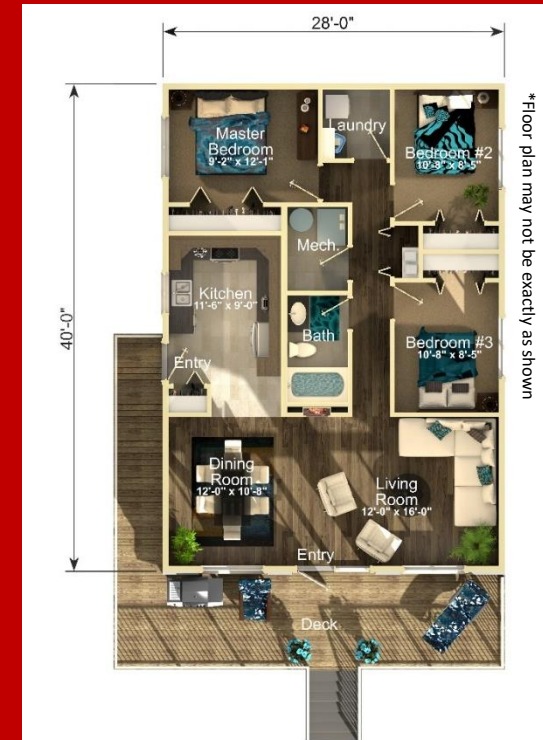 28'-0"
40'-0"
Master
Bedroom
9'-2" x 12'-1"
Laundry
Bedroom #2
10'-8" x 8'-5"
Mech.
Kitchen
11'-6" x 9'-0"
Bath
Entry
Bedroom #3
10'-8" x 8'-5"
Dining
Room
12'-0" x 10'-8"
Living
Room
12'-0" x 16'-0"
Entry
Deck
*Floor plan may not be exactly as shown